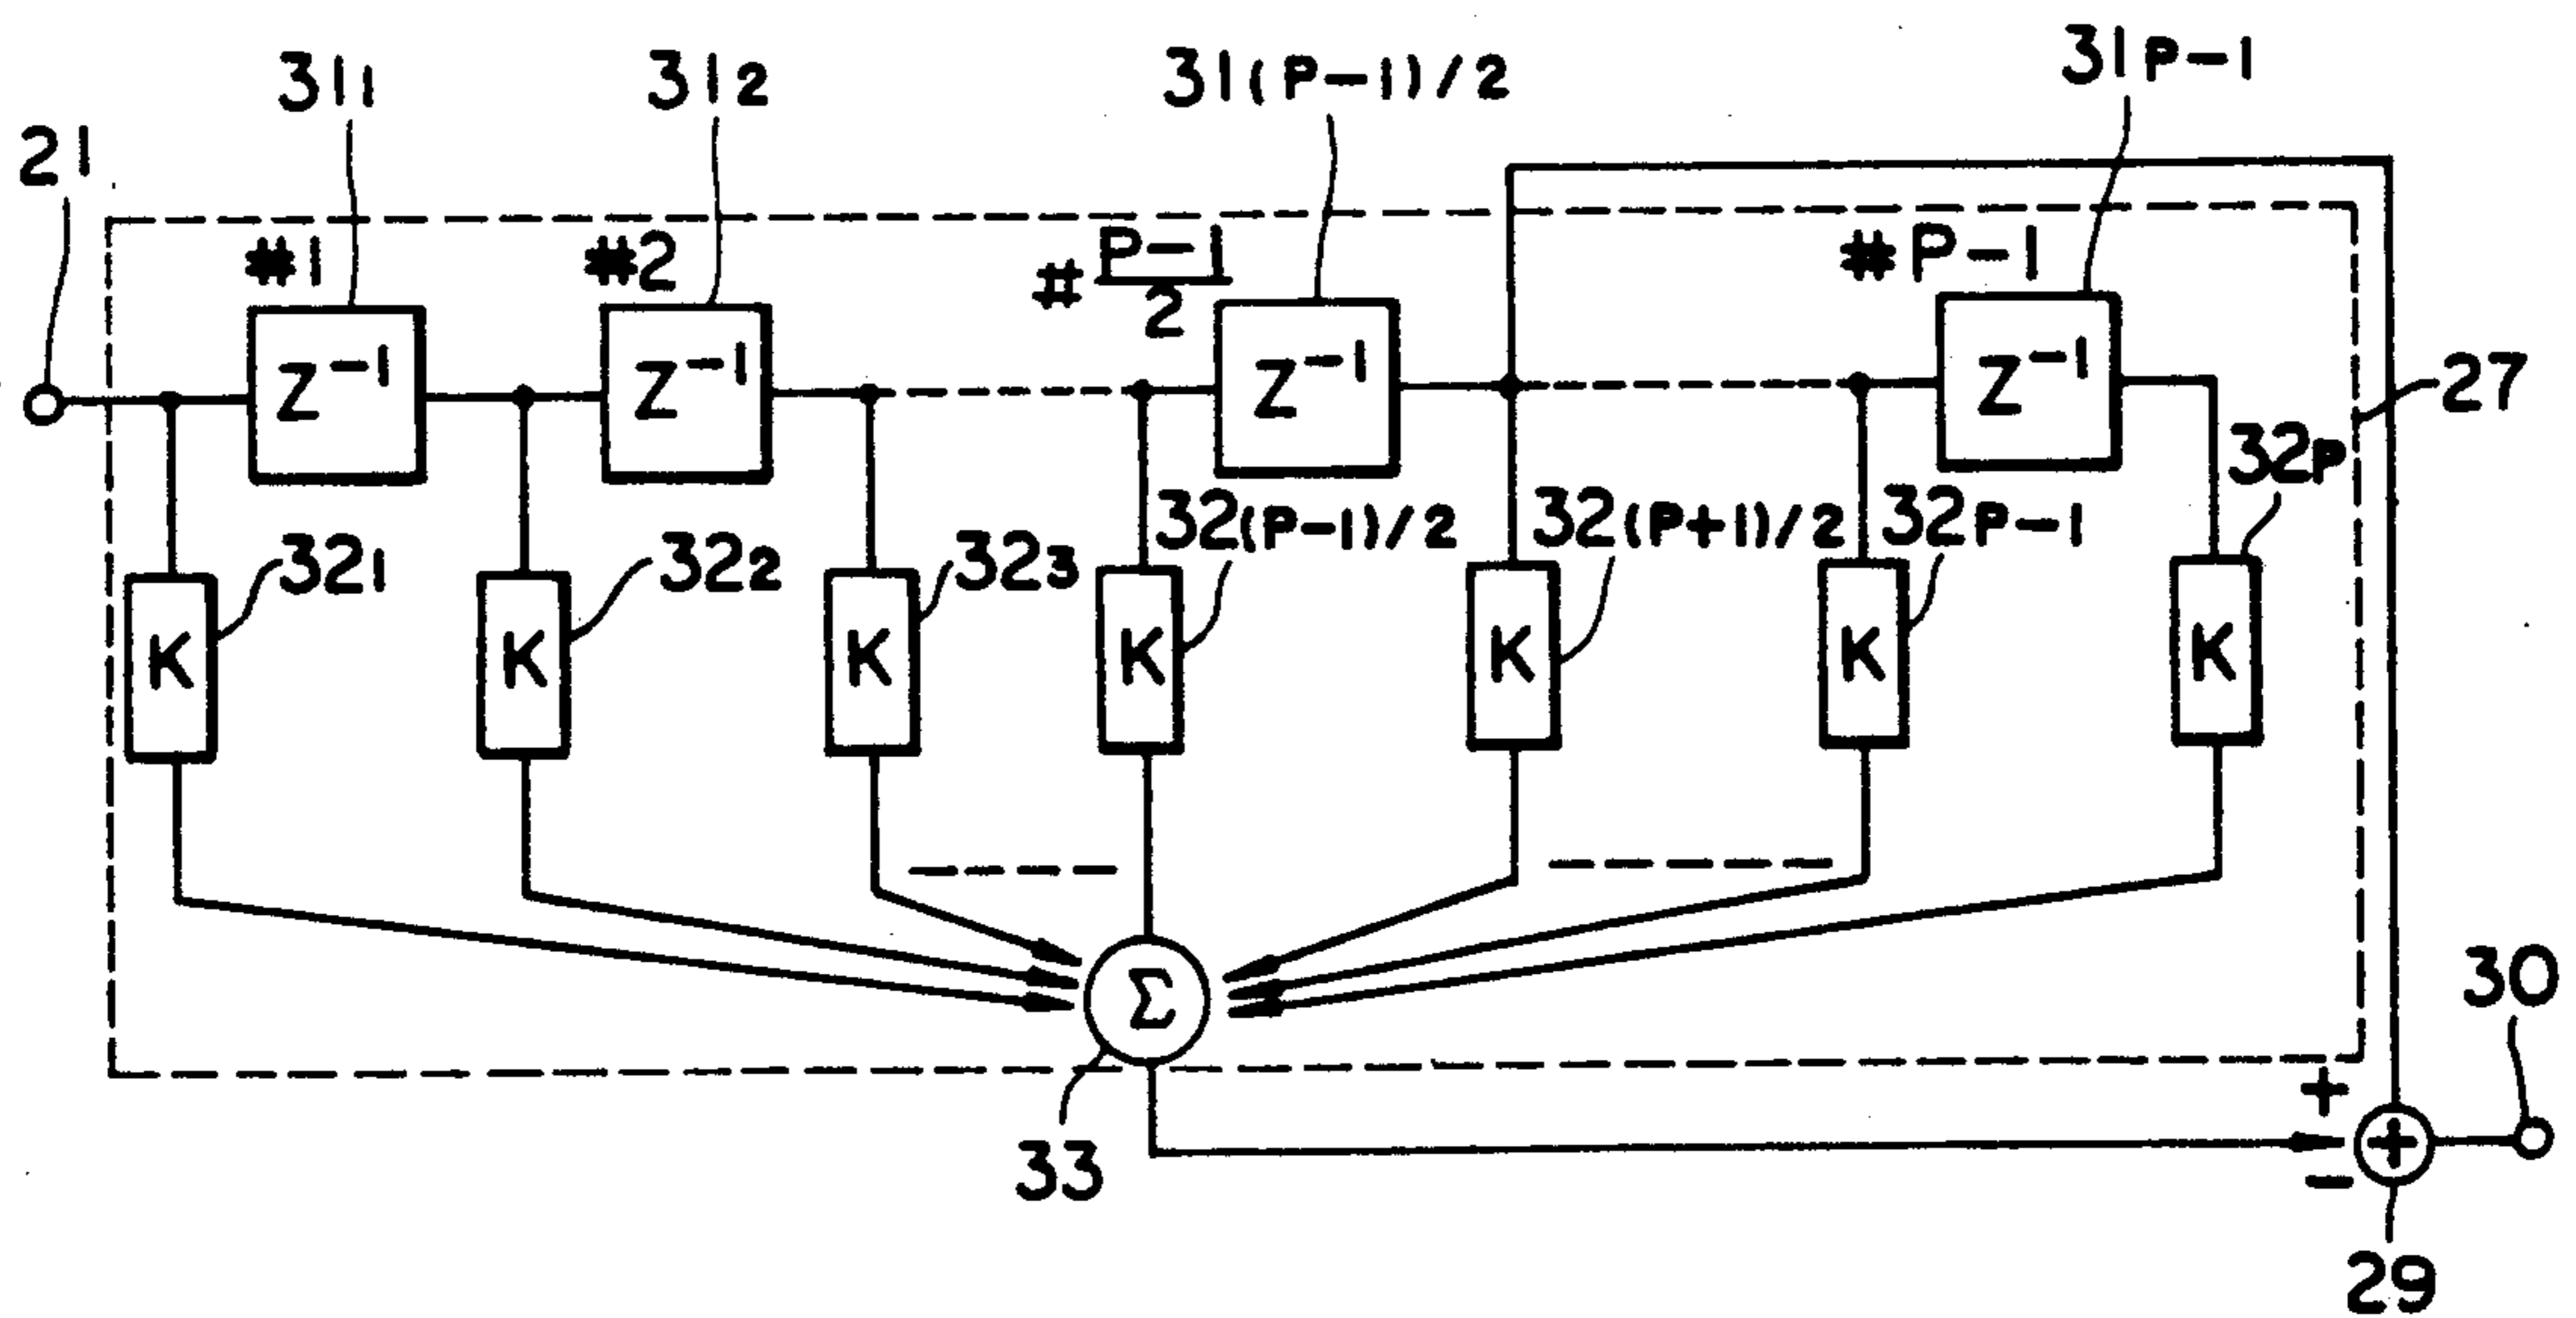 21
31₁
31₂
31(P-1)/2
31P-1
#1
#2
# P-1/2
#P-1
Z⁻¹
Z⁻¹
Z⁻¹
Z⁻¹
27
32₁
32₂
32₃
32(P-1)/2
32(P+1)/2
32P-1
32P
K
K
K
K
K
K
K
Σ
33
+
−
+
30
29